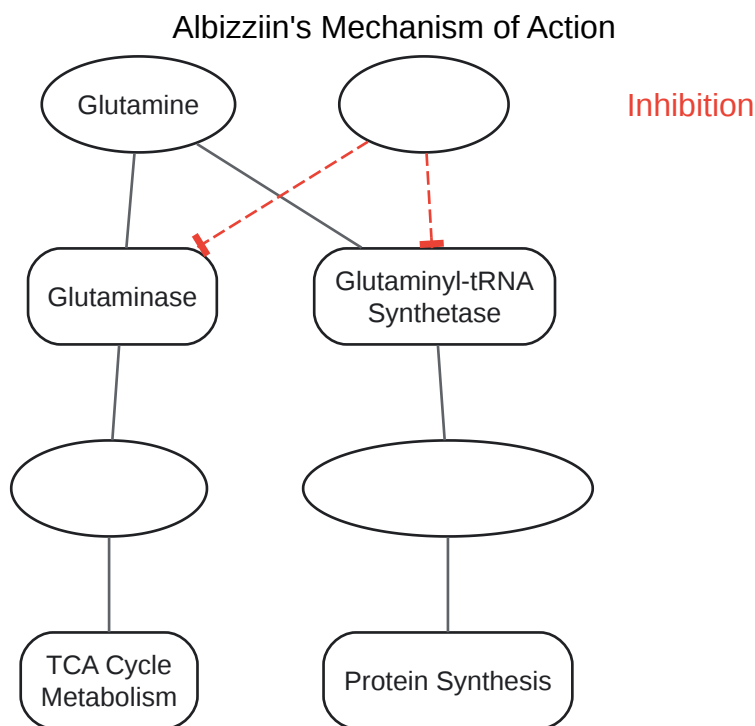 Albizziin's Mechanism of Action
Glutamine
Inhibition
Glutaminase
Glutaminyl-tRNA
Synthetase
TCA Cycle
Metabolism
Protein Synthesis